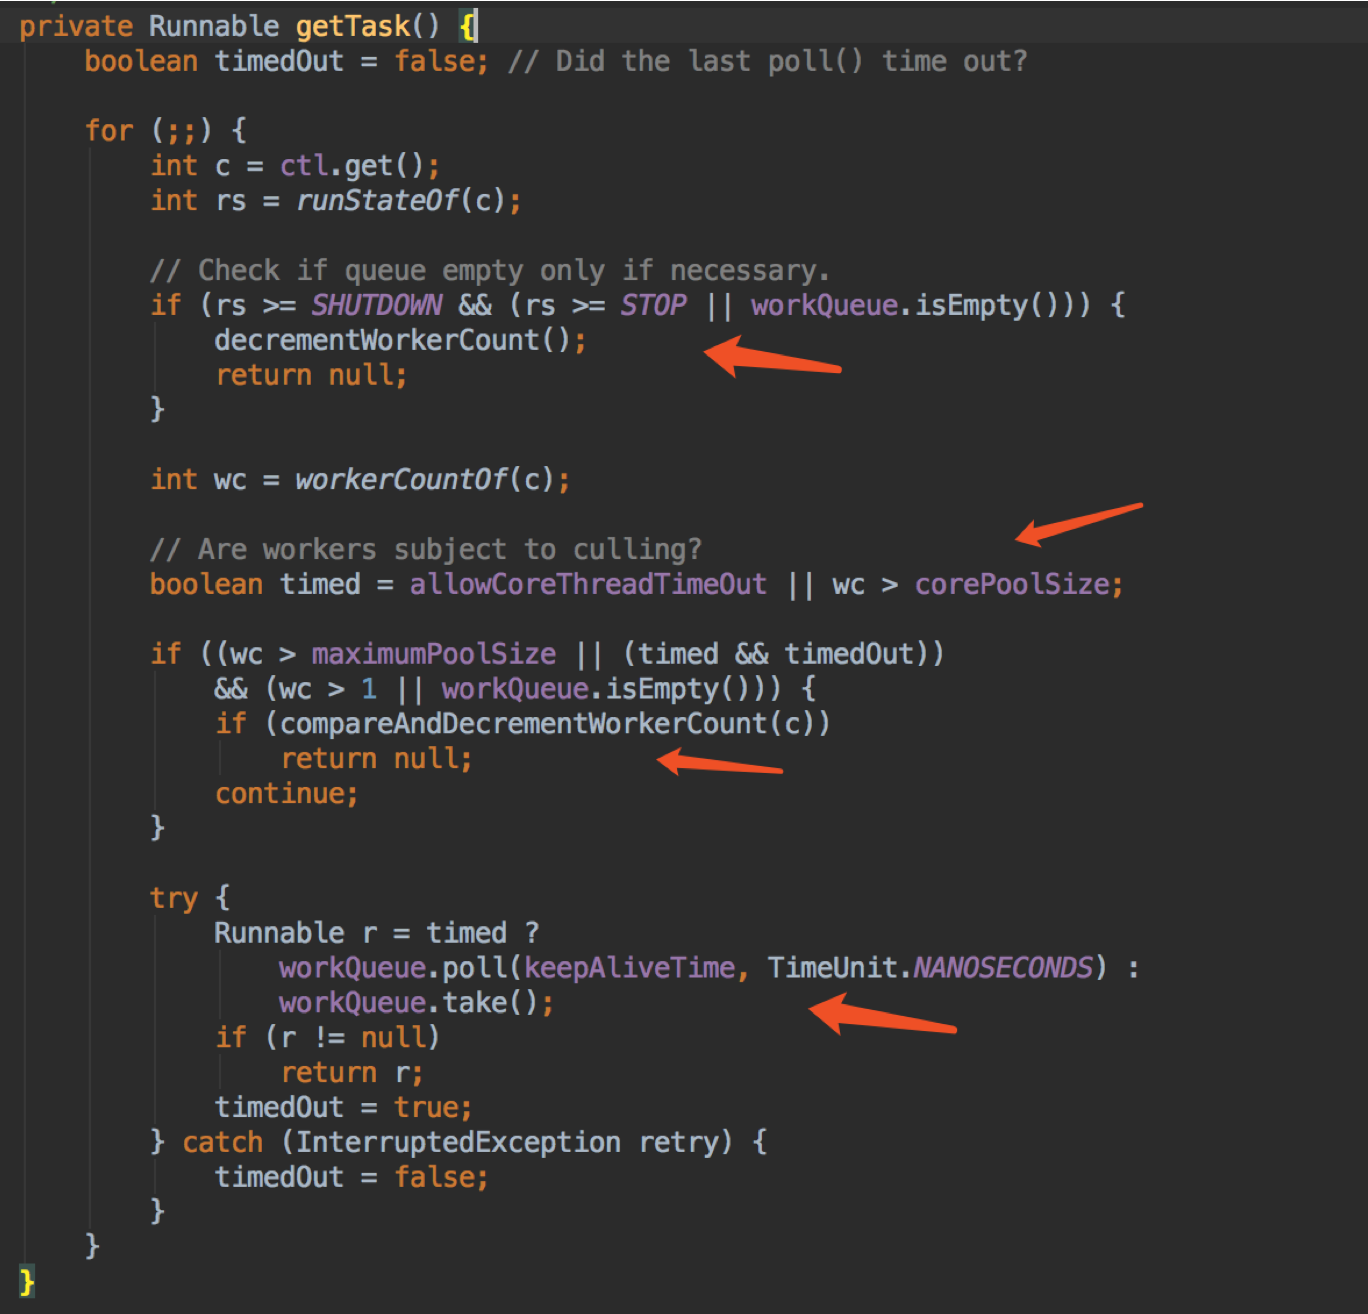 private Runnable getTask() {
    boolean timedOut = false; // Did the last poll() time out?
    for (;;) {
        int c = ctl.get();
        int rs = runStateOf(c);
        // Check if queue empty only if necessary.
        if (rs >= SHUTDOWN && (rs >= STOP || workQueue.isEmpty())) {
            decrementWorkerCount();
            return null;
        }
        int wc = workerCountOf(c);
        // Are workers subject to culling?
        boolean timed = allowCoreThreadTimeOut || wc > corePoolSize;
        if ((wc > maximumPoolSize || (timed && timedOut))
            && (wc > 1 || workQueue.isEmpty())) {
            if (compareAndDecrementWorkerCount(c))
                return null;
            continue;
        }
        try {
            Runnable r = timed ?
                workQueue.poll(keepAliveTime, TimeUnit.NANOSECONDS) :
                workQueue.take();
            if (r != null)
                return r;
            timedOut = true;
        } catch (InterruptedException retry) {
            timedOut = false;
        }
    }
}